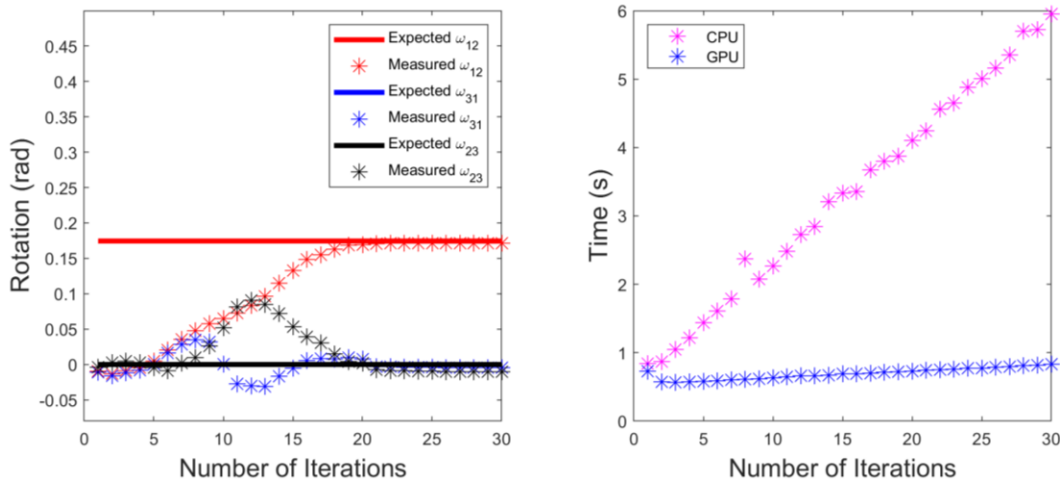 0.45
0.4
0.35
0.3
0.25
0.2
0.15
0.1
0.05
0
-0.05
Rotation (rad)
Expected ω12
Measured ω12
Expected ω31
Measured ω31
Expected ω23
Measured ω23
0 5 10 15 20 25 30
Number of Iterations
6
5
4
3
2
1
0
Time (s)
CPU
GPU
0 5 10 15 20 25 30
Number of Iterations